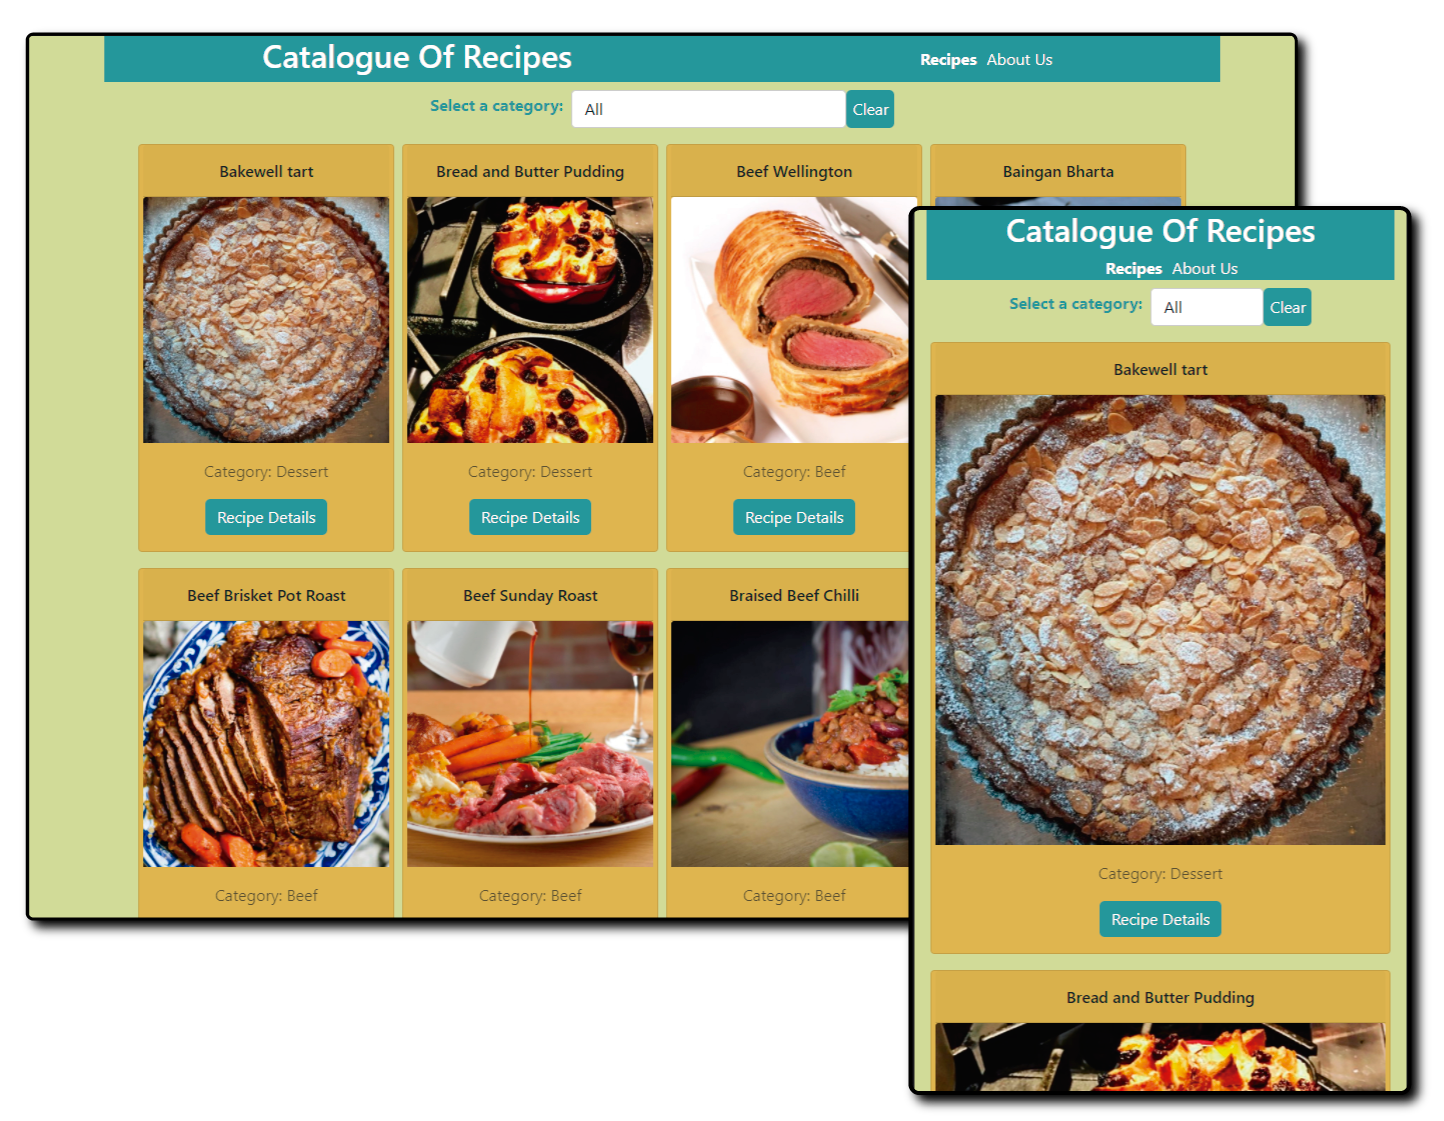 Catalogue Of Recipes
Recipes About Us
Select a category: All Clear
Bakewell tart
Bread and Butter Pudding
Beef Wellington
Baingan Bharta
Category: Dessert
Category: Dessert
Category: Beef
Recipe Details
Recipe Details
Recipe Details
Beef Brisket Pot Roast
Beef Sunday Roast
Braised Beef Chilli
Category: Beef
Category: Beef
Category: Beef
Catalogue Of Recipes
Recipes About Us
Select a category: All Clear
Bakewell tart
Category: Dessert
Recipe Details
Bread and Butter Pudding